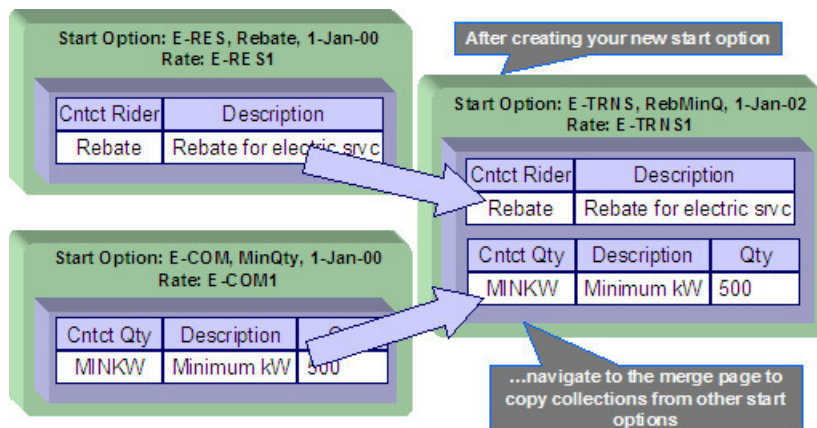 Start Option: E-RES, Rebate, 1-Jan-00
Rate: E-RES1
Cntct Rider Description
Rebate Rebate for electric srvc
Start Option: E-COM, MinQty, 1-Jan-00
Rate: E-COM1
Cntct Qty Description
MINKW Minimum kW 500
After creating your new start option
Start Option: E-TRNS, RebMinQ, 1-Jan-02
Rate: E-TRNS1
Cntct Rider Description
Rebate Rebate for electric srvc
Cntct Qty Description Qty
MINKW Minimum kW 500
...navigate to the merge page to
copy collections from other start
options